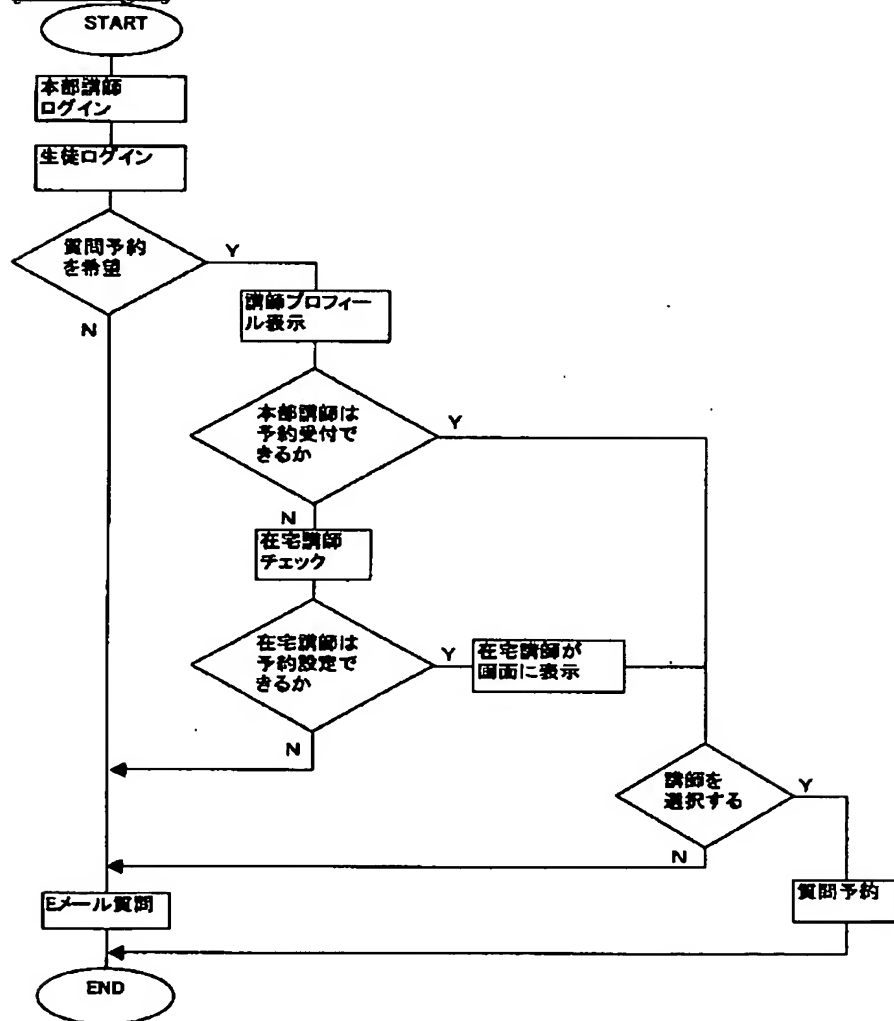 START
本部講師
ログイン
生徒ログイン
質問予約
を希望
Y
N
講師プロフィー
ル表示
本部講師は
予約受付で
きるか
Y
N
在宅講師
チェック
在宅講師は
予約設定で
きるか
Y
在宅講師が
画面に表示
N
講師を
選択する
Y
N
Eメール質問
質問予約
END